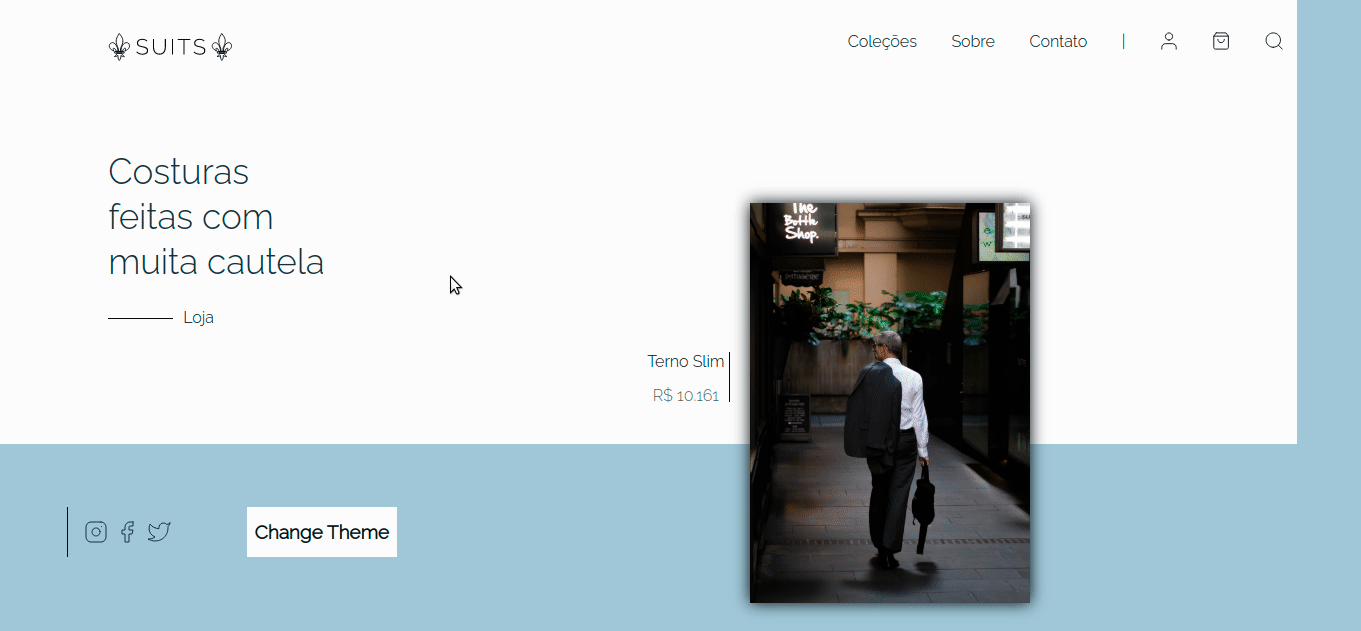 SUITS
Coleções Sobre Contato |
Costuras
feitas com
muita cautela
Loja
The
Bottle
Shop.
Terno Slim
R$ 10.161
Change Theme